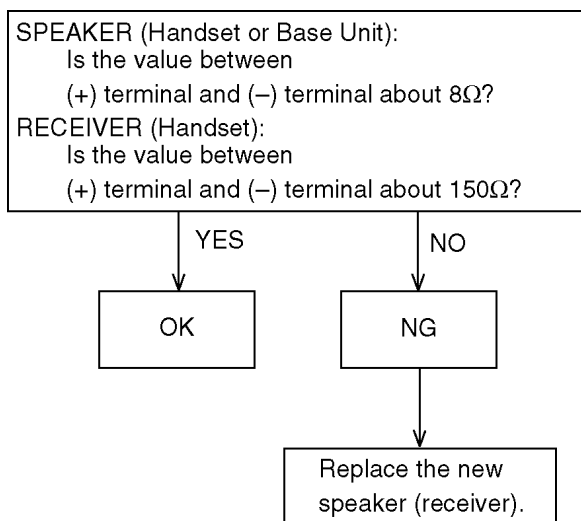 SPEAKER (Handset or Base Unit):
Is the value between
(+) terminal and (–) terminal about 8Ω?
RECEIVER (Handset):
Is the value between
(+) terminal and (–) terminal about 150Ω?
YES
NO
OK
NG
Replace the new
speaker (receiver).